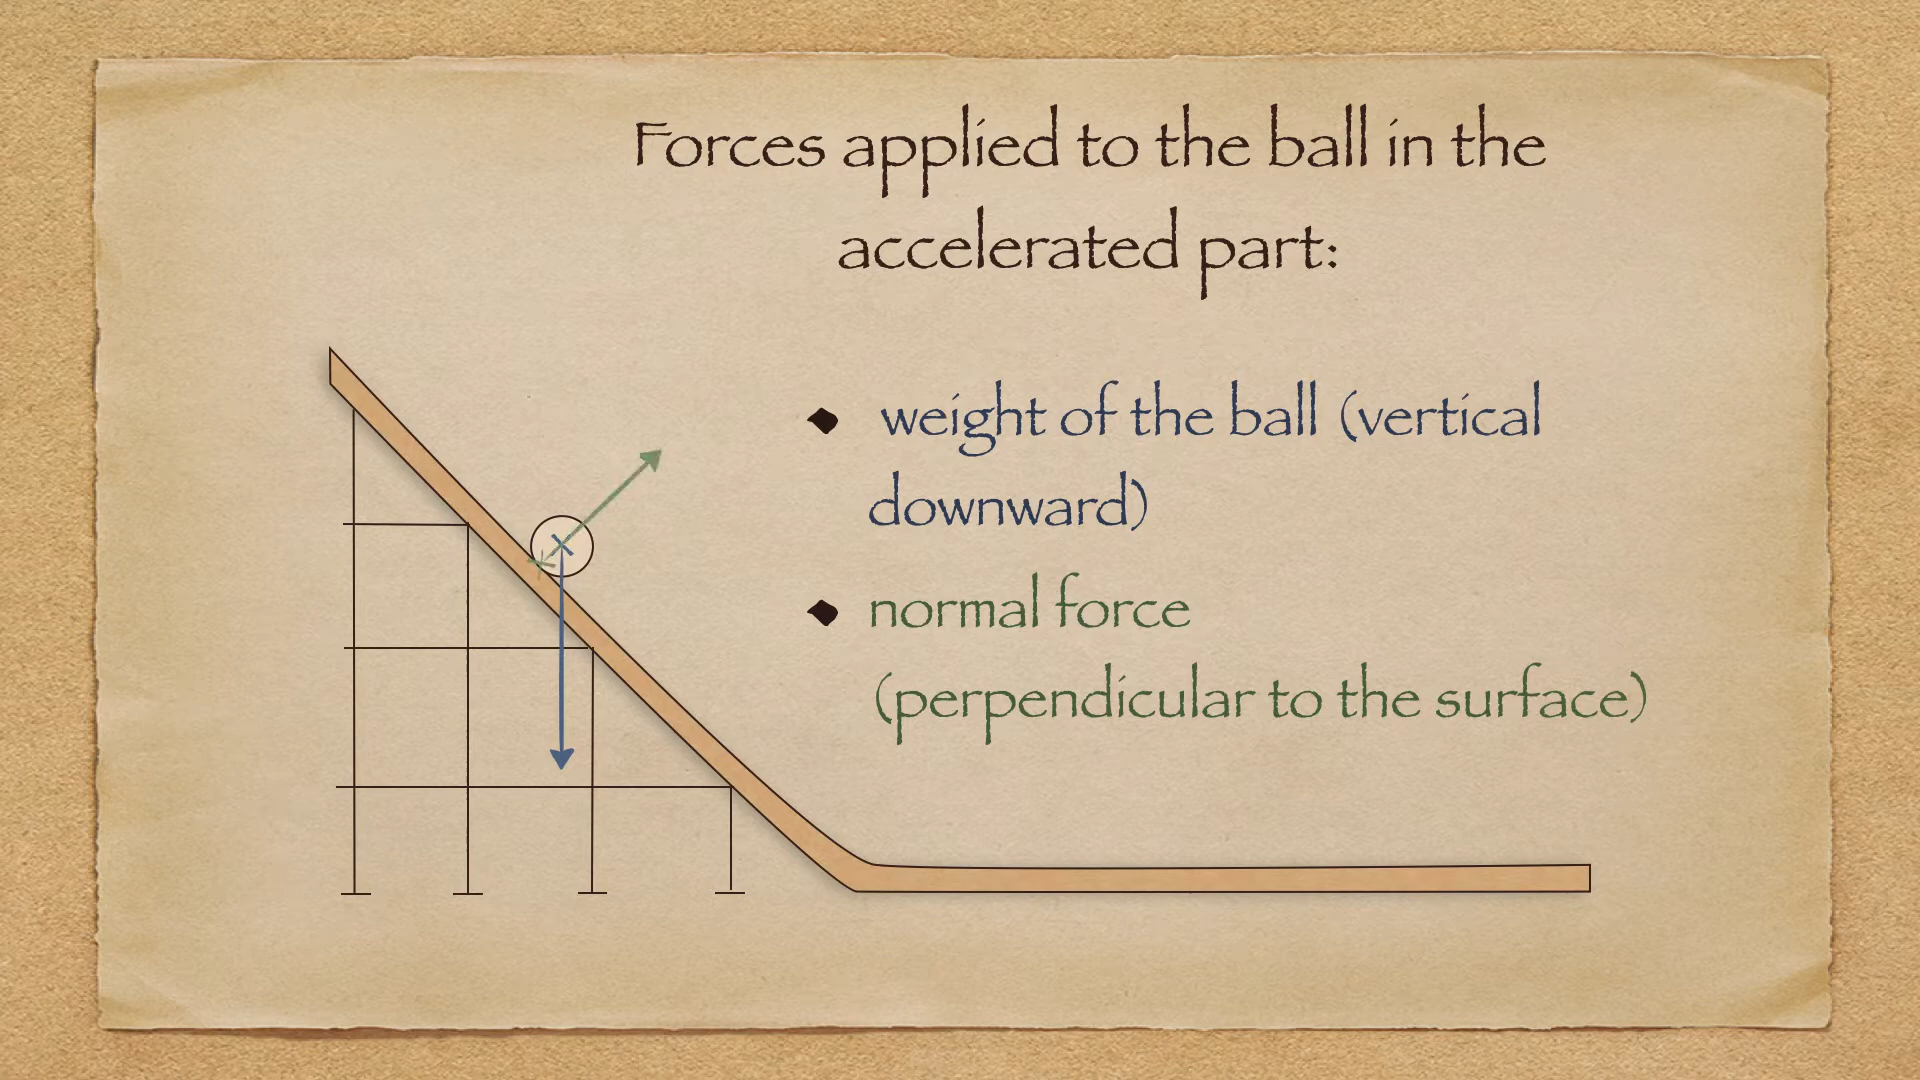 Forces applied to the ball in the
accelerated part:
weight of the ball (vertical
downward)
normal force
(perpendicular to the surface)